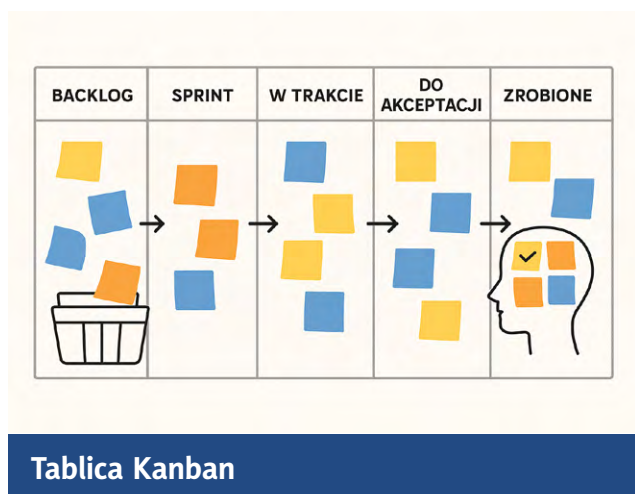 BACKLOG
SPRINT
W TRAKCIE
DO
AKCEPTACJI
ZROBIONE
Tablica Kanban